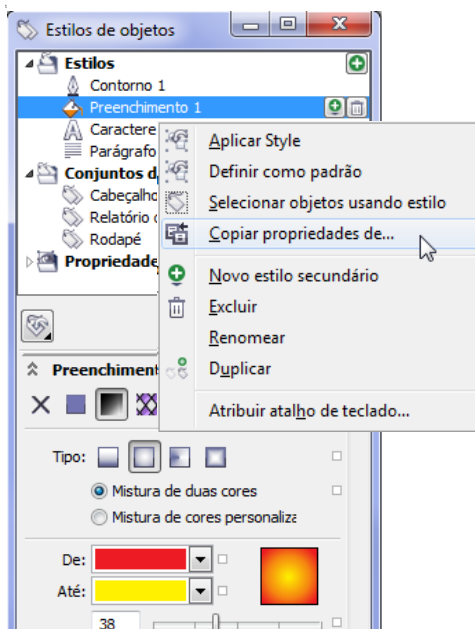 Estilos de objetos
Estilos
Contorno 1
Preenchimento 1
Caractere
Aplicar Style
Parágrafo
Definir como padrão
Conjuntos d
Cabeçalho
Selecionar objetos usando estilo
Relatório
Copiar propriedades de...
Rodapé
Propriedade
Novo estilo secundário
Excluir
Renomear
Duplicar
Preenchimen
Atribuir atalho de teclado...
Tipo:
Mistura de duas cores
Mistura de cores personaliza
De:
Até:
38